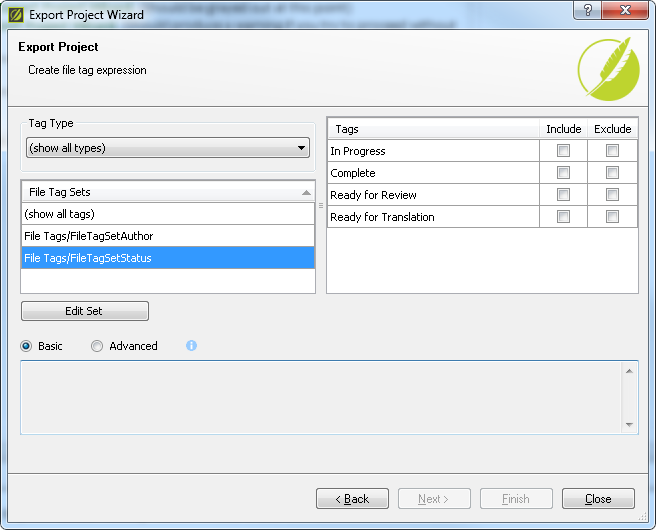 Export Project Wizard
Export Project
Create file tag expression
Tag Type
(show all types)
File Tag Sets
(show all tags)
File Tags/FileTagSetAuthor
File Tags/FileTagSetStatus
Edit Set
Tags Include Exclude
In Progress
Complete
Ready for Review
Ready for Translation
Basic Advanced
< Back Next > Finish Close